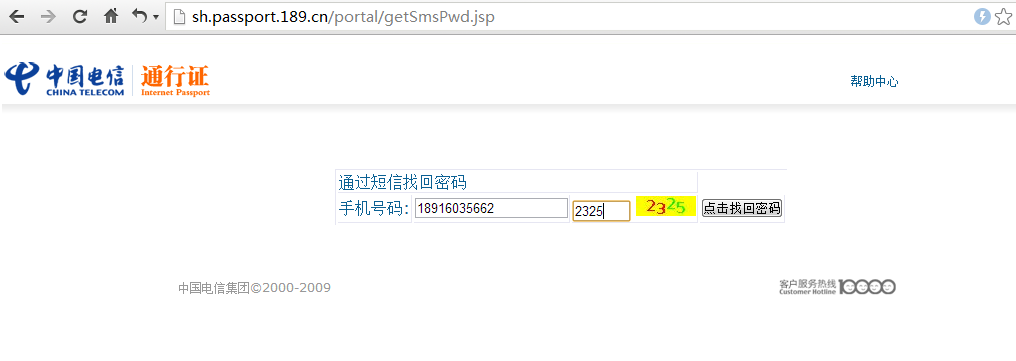 sh.passport.189.cn/portal/getSmsPwd.jsp
中国电信 通行证
CHINA TELECOM Internet Passport
帮助中心
通过短信找回密码
手机号码: 18916035662 2325 2325 点击找回密码
中国电信集团©2000-2009
客户服务热线 10000
Customer Hotline